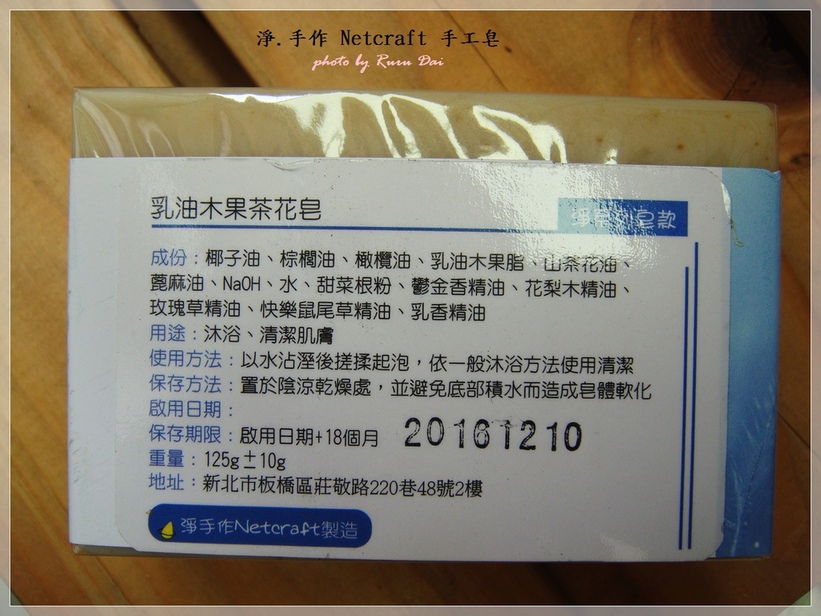 淨.手作 Netcraft 手工皂
photo by Ruru Dai
乳油木果茶花皂
淨系列皂款
成份：椰子油、棕櫚油、橄欖油、乳油木果脂、山茶花油、
蓖麻油、NaOH、水、甜菜根粉、鬱金香精油、花梨木精油、
玫瑰草精油、快樂鼠尾草精油、乳香精油
用途：沐浴、清潔肌膚
使用方法：以水沾溼後搓揉起泡，依一般沐浴方法使用清潔
保存方法：置於陰涼乾燥處，並避免底部積水而造成皂體軟化
啟用日期：
保存期限：啟用日期+18個月 20161210
重量：125g±10g
地址：新北市板橋區莊敬路220巷48號2樓
淨手作Netcraft製造